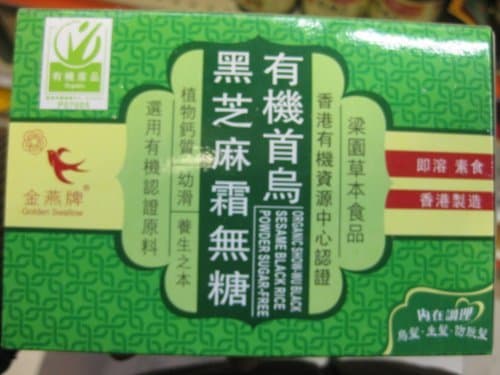 有機產品
Organic
梁園草本食品
香港有機資源中心認證
有機首烏
黑芝麻霜無糖
ORGANIC SHOU-WU BLACK
SESAME BLACK RICE
POWDER SUGAR-FREE
植物鈣質 幼滑 養生之本
選用有機認證原料
金燕牌®
Golden Swallow
即溶 素食
香港製造
內在調理
烏髮·生髮·防脫髮